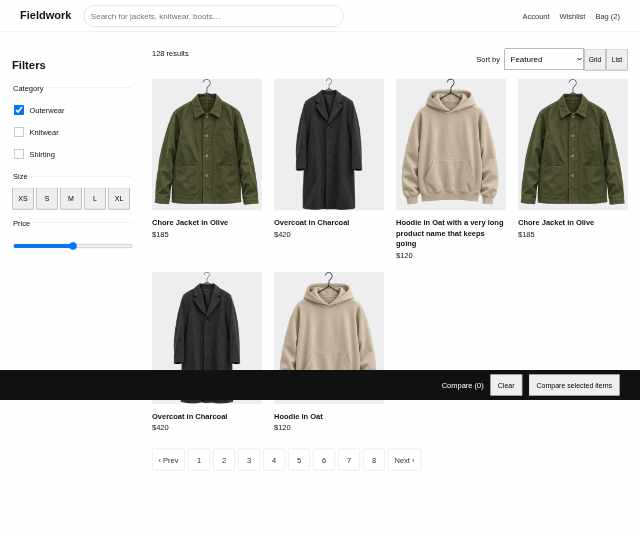 Fieldwork
Search for jackets, knitwear, boots…
Account Wishlist Bag (2)
Filters
Category
Outerwear
Knitwear
Shirting
Size
XS S M L XL
Price
128 results
Sort by Featured Grid List
Chore Jacket in Olive
$185
Overcoat in Charcoal
$420
Hoodie in Oat with a very long
product name that keeps
going
$120
Chore Jacket in Olive
$185
Compare (0) Clear Compare selected items
Overcoat in Charcoal
$420
Hoodie in Oat
$120
‹ Prev 1 2 3 4 5 6 7 8 Next ›